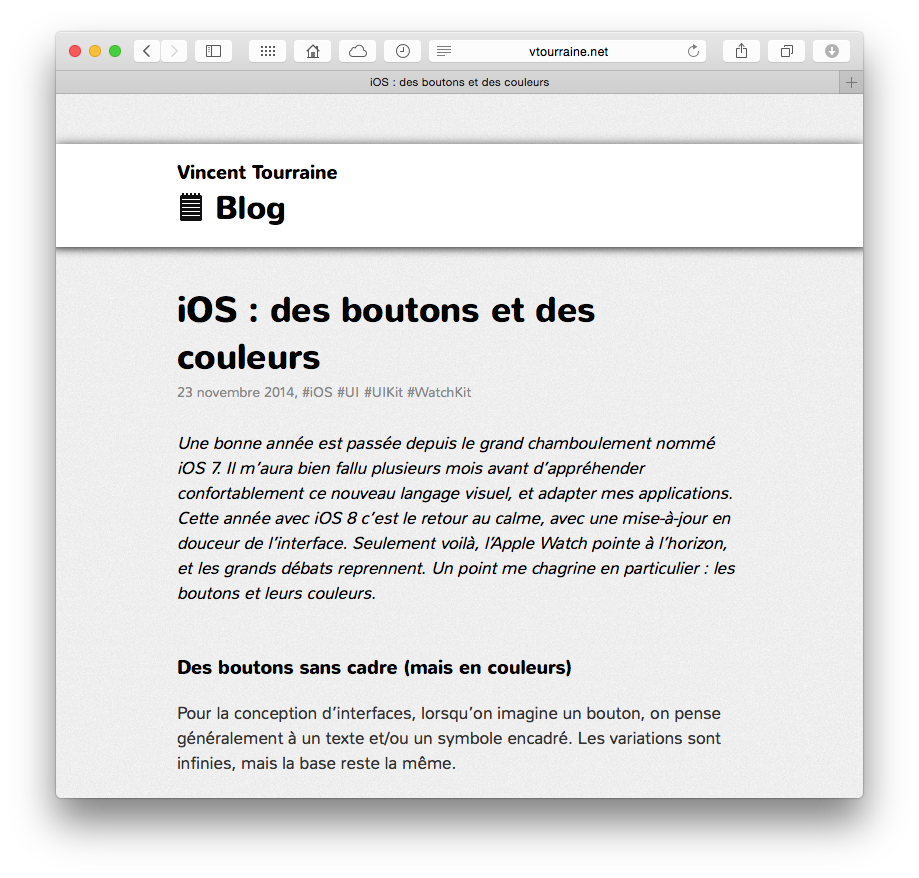 vtourraine.net
iOS : des boutons et des couleurs
Vincent Tourraine
Blog
iOS : des boutons et des
couleurs
23 novembre 2014, #iOS #UI #UIKit #WatchKit
Une bonne année est passée depuis le grand chamboulement nommé
iOS 7. Il m’aura bien fallu plusieurs mois avant d’appréhender
confortablement ce nouveau langage visuel, et adapter mes applications.
Cette année avec iOS 8 c’est le retour au calme, avec une mise-à-jour en
douceur de l’interface. Seulement voilà, l’Apple Watch pointe à l’horizon,
et les grands débats reprennent. Un point me chagrine en particulier : les
boutons et leurs couleurs.
Des boutons sans cadre (mais en couleurs)
Pour la conception d’interfaces, lorsqu’on imagine un bouton, on pense
généralement à un texte et/ou un symbole encadré. Les variations sont
infinies, mais la base reste la même.